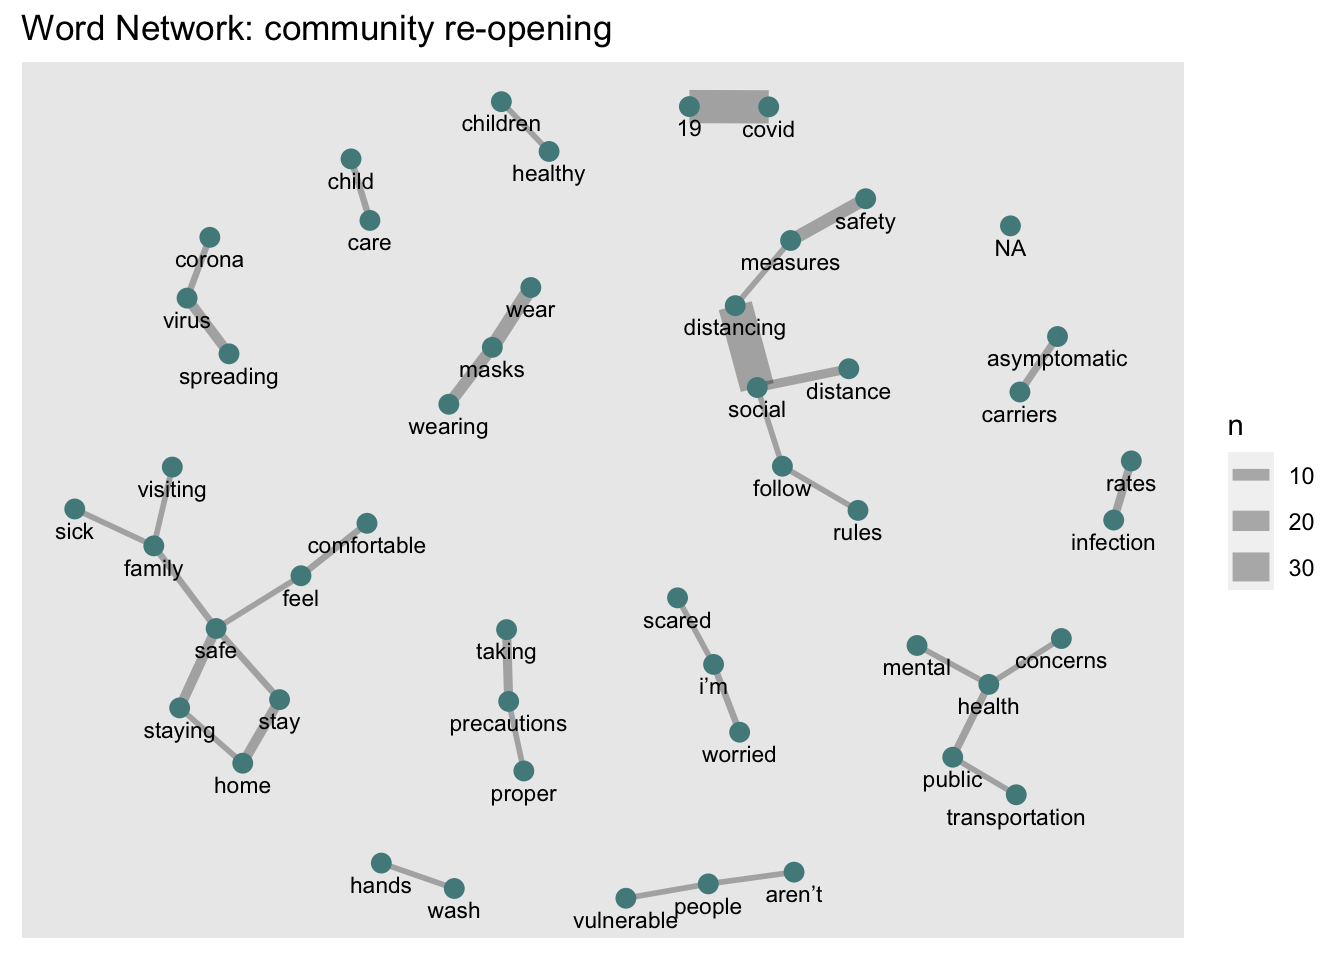 Word Network: community re-opening
children
healthy
19
covid
child
care
safety
measures
NA
corona
virus
spreading
wear
masks
wearing
distancing
social
distance
asymptomatic
carriers
follow
rules
rates
infection
visiting
sick
family
comfortable
feel
safe
staying
stay
home
taking
precautions
proper
scared
i’m
worried
mental
concerns
health
public
transportation
hands
wash
vulnerable
people
aren’t
n
10
20
30